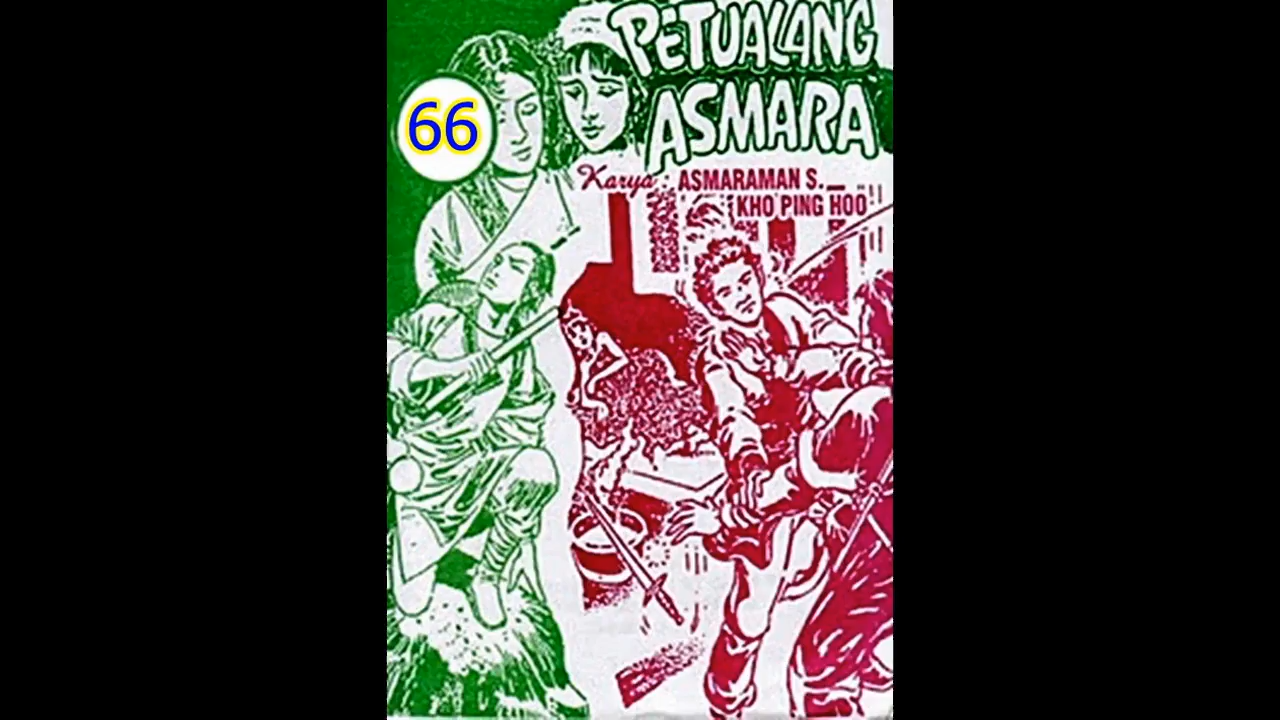 PETUALANG
ASMARA
66
Karya : ASMARAMAN S.
KHO PING HOO